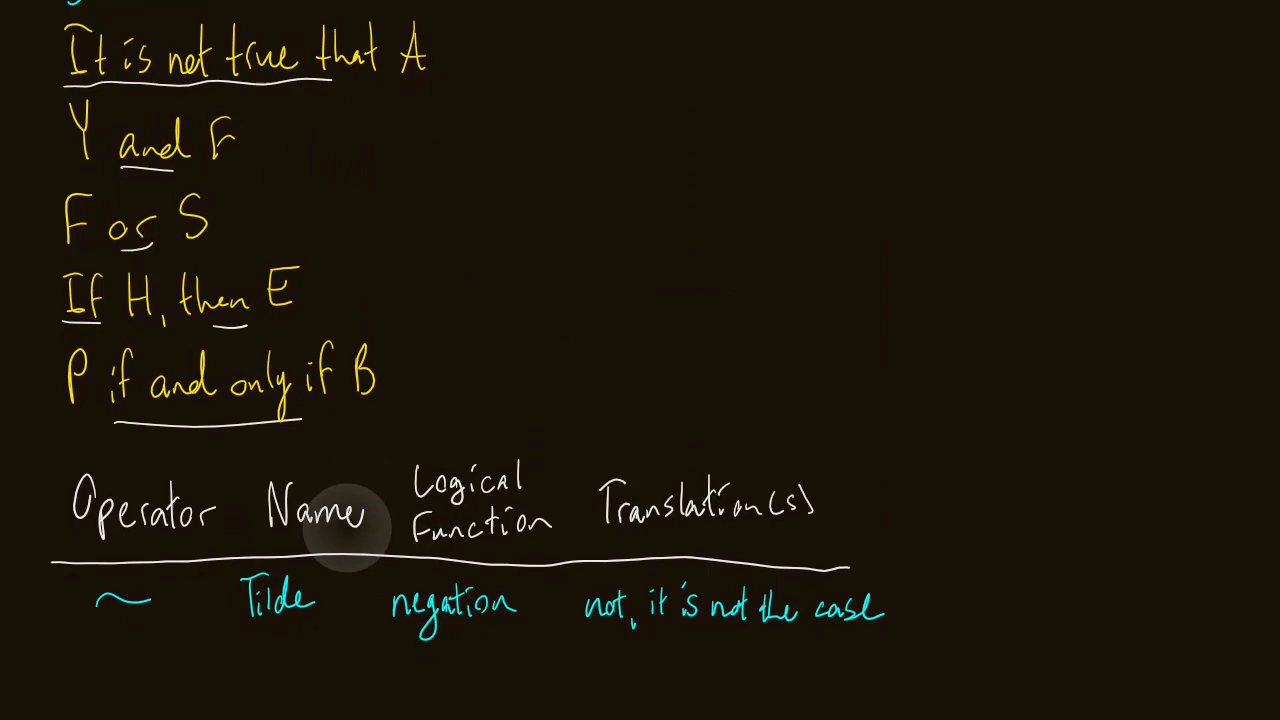 It is not true that A
Y and F
F or S
If H, then E
P if and only if B
Operator Name Logical Function Translation(s)
~ Tilde negation not, it is not the case